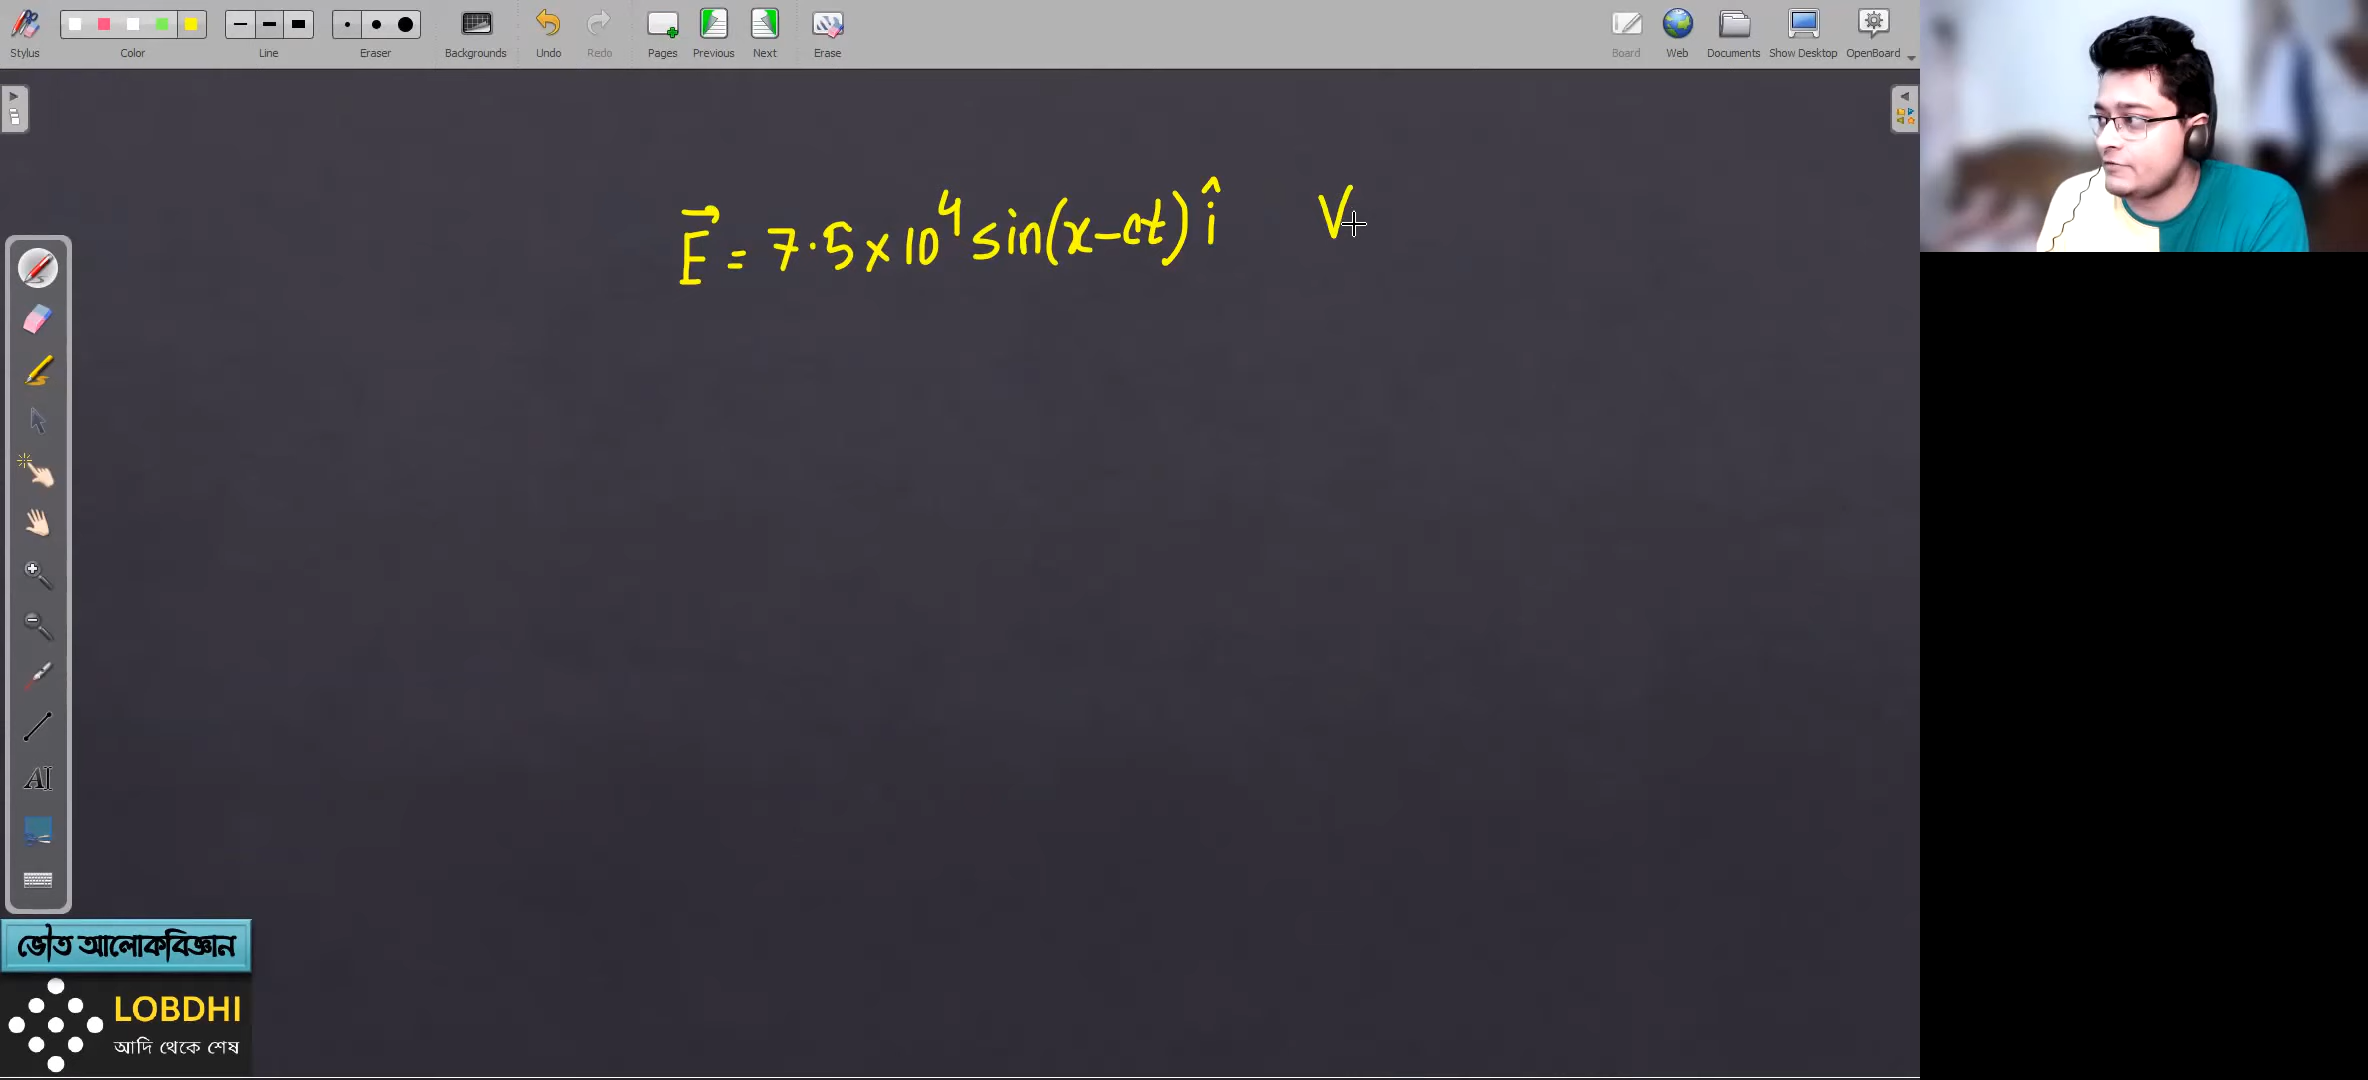 Stylus
Color
Line
Eraser
Backgrounds
Undo
Redo
Pages
Previous
Next
Erase
Board
Web
Documents
Show Desktop
OpenBoard
E⃗ = 7.5 × 10⁴ sin(x - ct) î V
AI
ভৌত আলোকবিজ্ঞান
LOBDHI
আদি থেকে শেষ